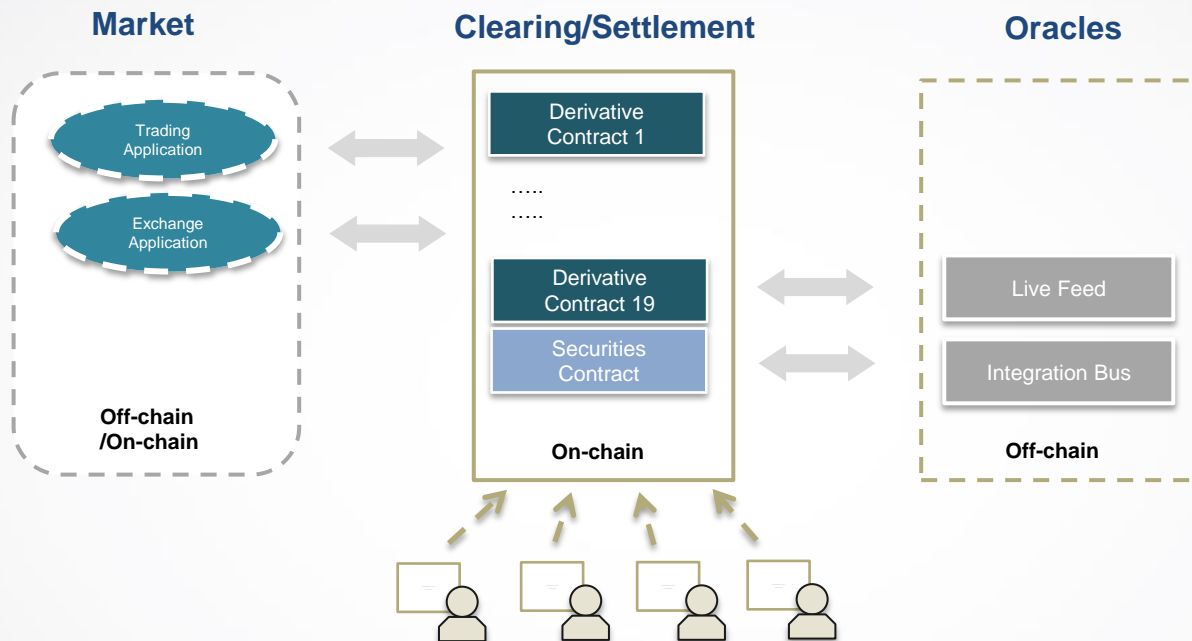 Market
Clearing/Settlement
Oracles
Trading
Application
Exchange
Application
Off-chain
/On-chain
Derivative
Contract 1
…..
…..
Derivative
Contract 19
Securities
Contract
On-chain
Live Feed
Integration Bus
Off-chain